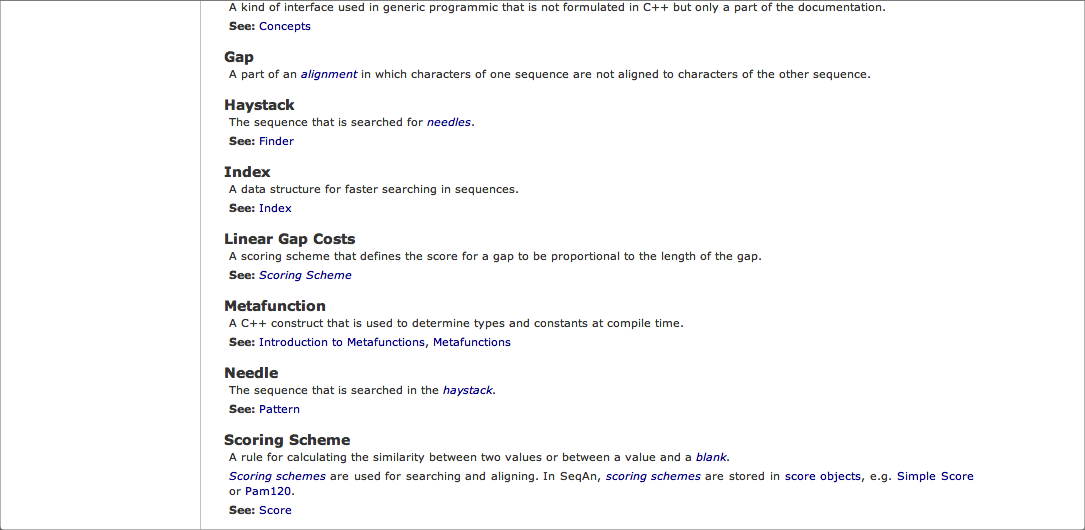 A kind of interface used in generic programmic that is not formulated in C++ but only a part of the documentation.
See: Concepts
Gap
A part of an alignment in which characters of one sequence are not aligned to characters of the other sequence.
Haystack
The sequence that is searched for needles.
See: Finder
Index
A data structure for faster searching in sequences.
See: Index
Linear Gap Costs
A scoring scheme that defines the score for a gap to be proportional to the length of the gap.
See: Scoring Scheme
Metafunction
A C++ construct that is used to determine types and constants at compile time.
See: Introduction to Metafunctions, Metafunctions
Needle
The sequence that is searched in the haystack.
See: Pattern
Scoring Scheme
A rule for calculating the similarity between two values or between a value and a blank.
Scoring schemes are used for searching and aligning. In SeqAn, scoring schemes are stored in score objects, e.g. Simple Score
or Pam120.
See: Score